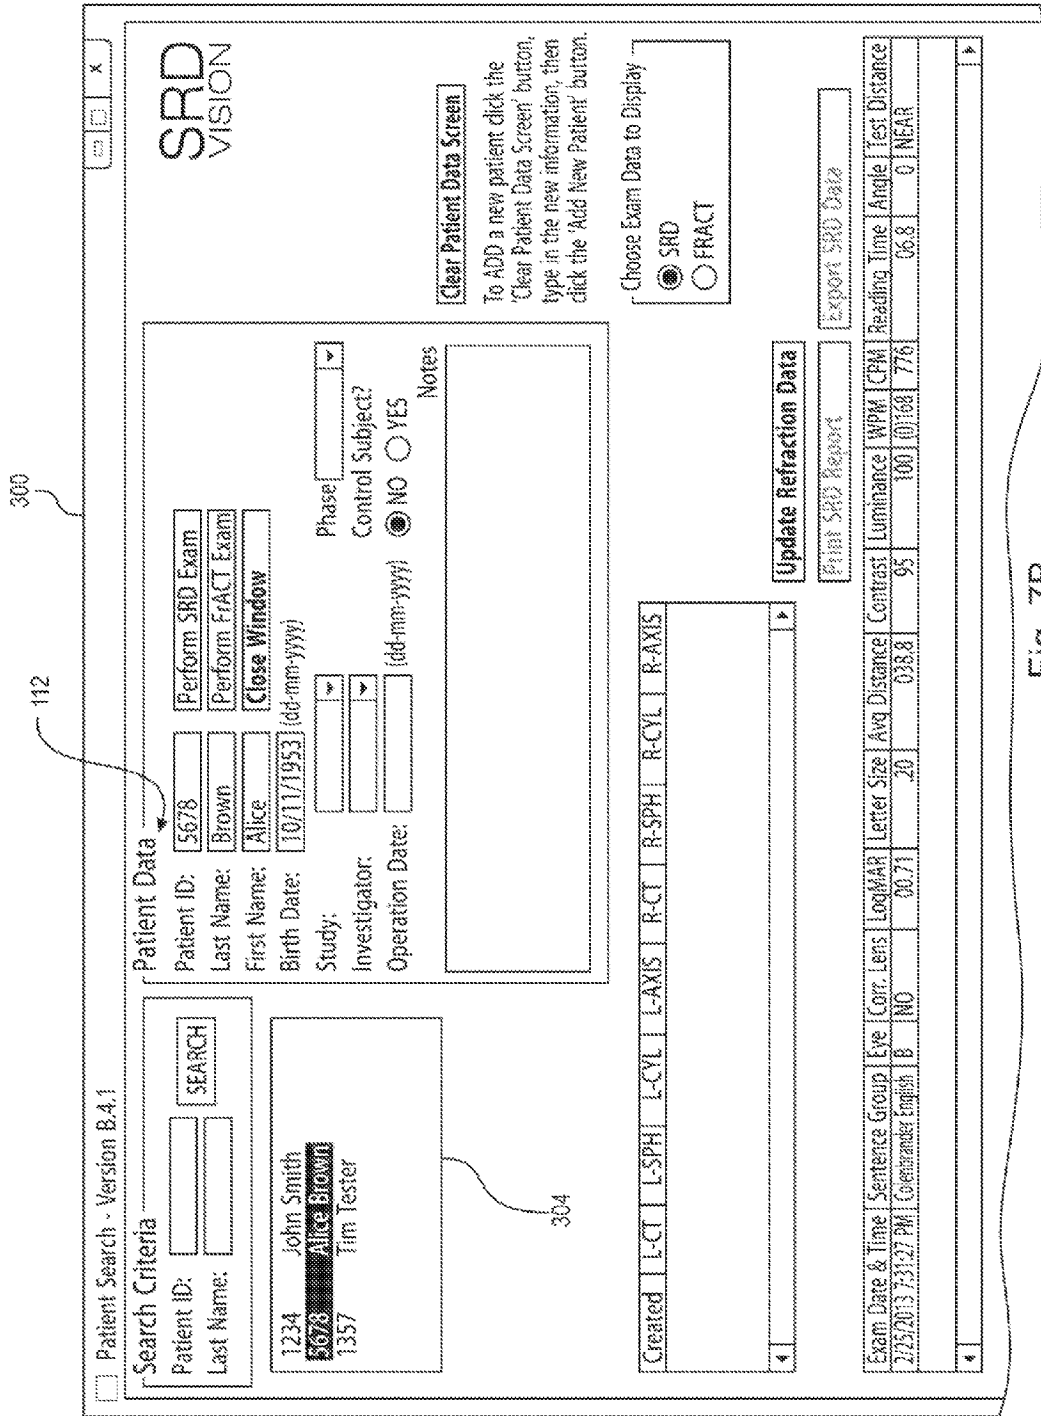 300
Patient Search - Version B.4.1
SRD
VISION
Search Criteria
Patient ID:
Last Name:
SEARCH
1234 John Smith
5678 Alice Brown
1357 Tim Tester
304
112
Patient Data
Patient ID: 5678 Perform SRD Exam
Last Name: Brown Perform FrACT Exam
First Name: Alice Close Window
Birth Date: 10/11/1953 (dd-mm-yyyy)
Study: Phase
Investigator: Control Subject?
Operation Date: (dd-mm-yyyy) NO YES
Notes
Clear Patient Data Screen
To ADD a new patient click the
'Clear Patient Data Screen' button,
type in the new information, then
click the 'Add New Patient' button.
Choose Exam Data to Display
SRD
FRACT
Created L-CT L-SPH L-CYL L-AXIS R-CT R-SPH R-CYL R-AXIS
Update Refraction Data
Print SRD Report Export SRD Data
Exam Date & Time Sentence Group Eye Corr. Lens LogMAR Letter Size Avg Distance Contrast Luminance WPM CPM Reading Time Angle Test Distance
2/25/2013 7:31:27 PM Colenbrander English B NO 00.71 .20 038.8 95 100 (0)168 776 06.8 0 NEAR